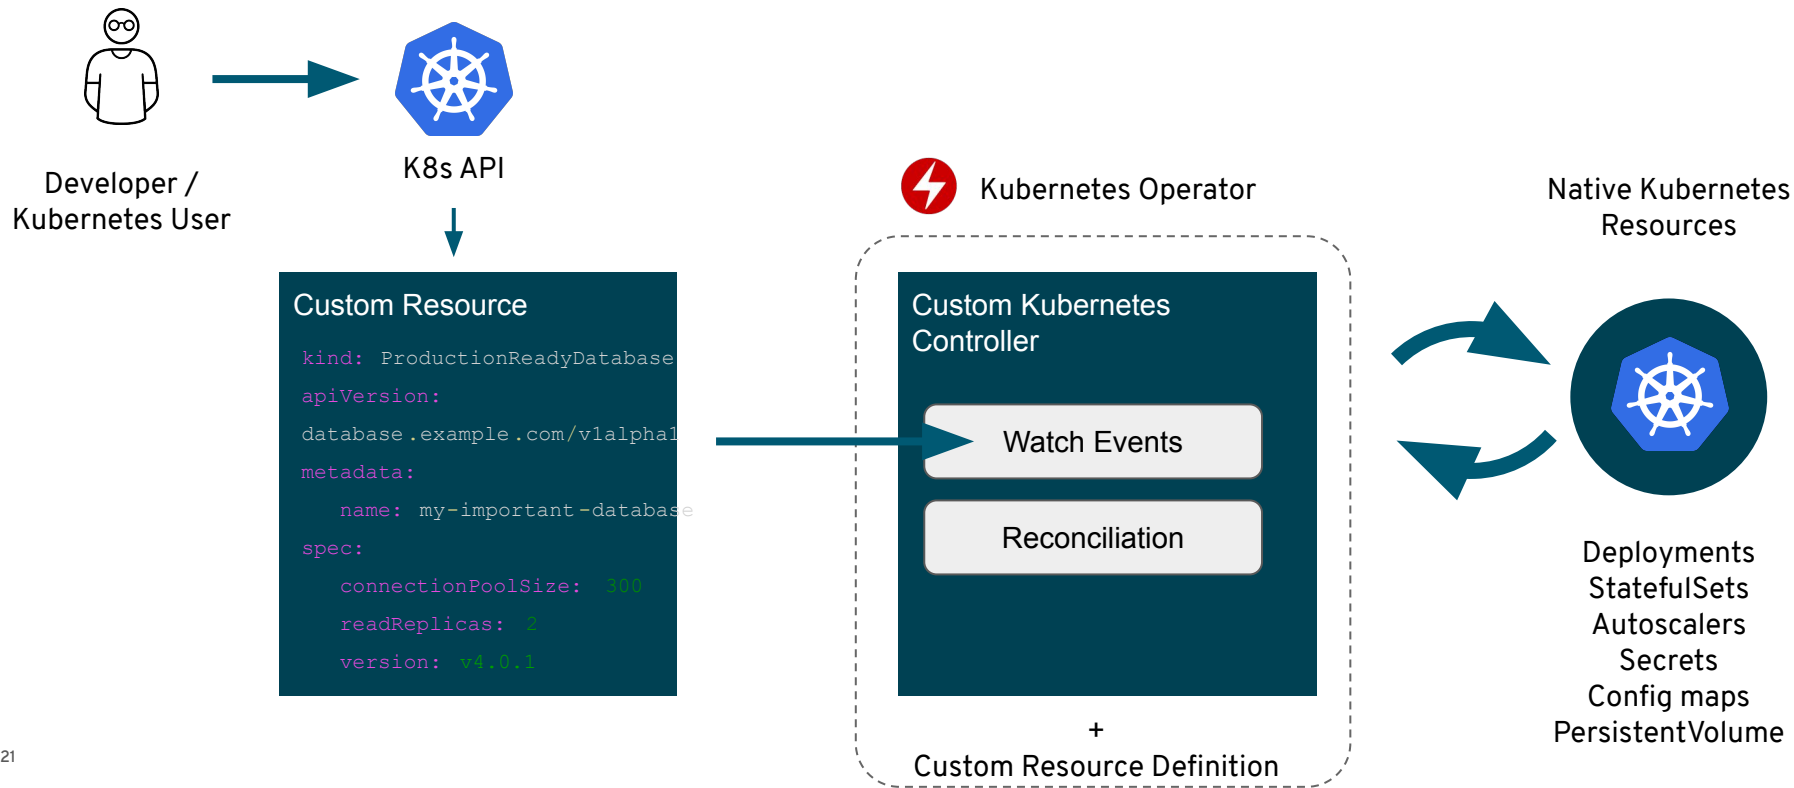 Developer /
Kubernetes User
K8s API
Custom Resource
kind: ProductionReadyDatabase
apiVersion:
database.example.com/v1alpha1
metadata:
name: my-important-database
spec:
connectionPoolSize: 300
readReplicas: 2
version: v4.0.1
Kubernetes Operator
Custom Kubernetes
Controller
Watch Events
Reconciliation
+
Custom Resource Definition
Native Kubernetes
Resources
Deployments
StatefulSets
Autoscalers
Secrets
Config maps
PersistentVolume
21